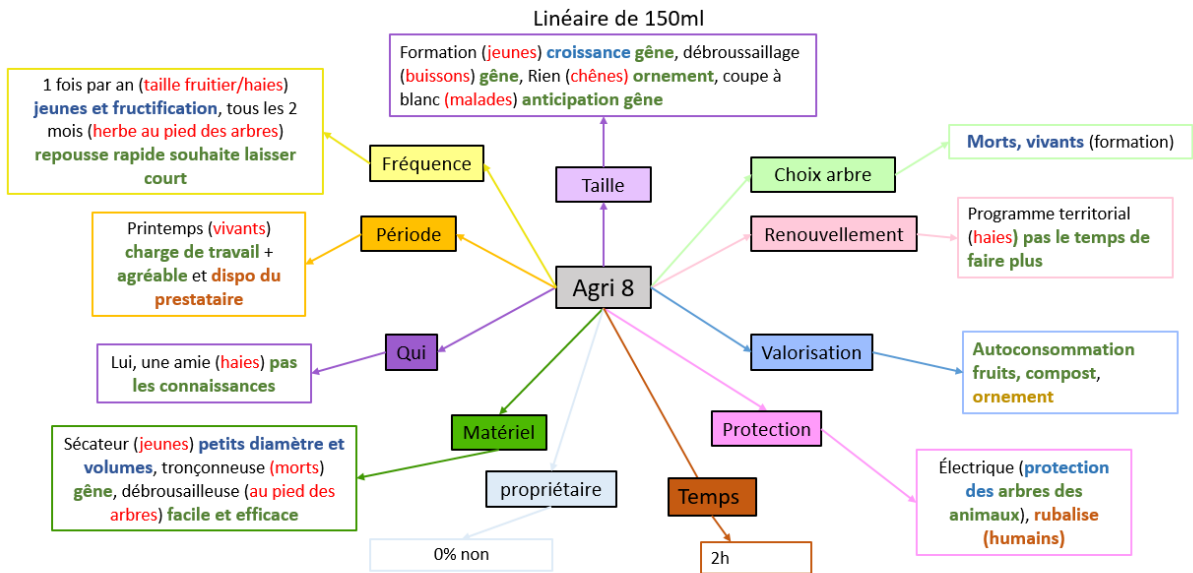 Linéaire de 150ml
Formation (jeunes) croissance gêne, débroussaillage
(buissons) gêne, Rien (chênes) ornement, coupe à
blanc (malades) anticipation gêne
1 fois par an (taille fruitier/haies)
jeunes et fructification, tous les 2
mois (herbe au pied des arbres)
repousse rapide souhaite laisser
court
Fréquence
Taille
Choix arbre
Morts, vivants (formation)
Printemps (vivants)
charge de travail +
agréable et dispo du
prestataire
Période
Renouvellement
Programme territorial
(haies) pas le temps de
faire plus
Agri 8
Lui, une amie (haies) pas
les connaissances
Qui
Valorisation
Autoconsommation
fruits, compost,
ornement
Sécateur (jeunes) petits diamètre et
volumes, tronçonneuse (morts)
gêne, débrousailleuse (au pied des
arbres) facile et efficace
Matériel
propriétaire
0% non
Temps
2h
Protection
Électrique (protection
des arbres des
animaux), rubalise
(humains)